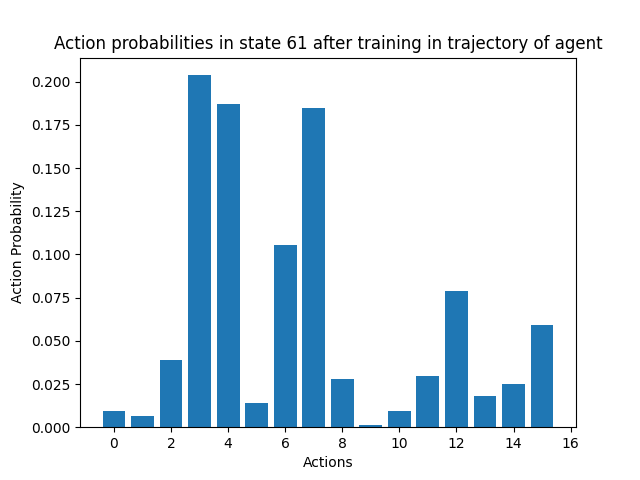 Action probabilities in state 61 after training in trajectory of agent
0.200
0.175
0.150
0.125
0.100
0.075
0.050
0.025
0.000
Action Probability
0 2 4 6 8 10 12 14 16
Actions